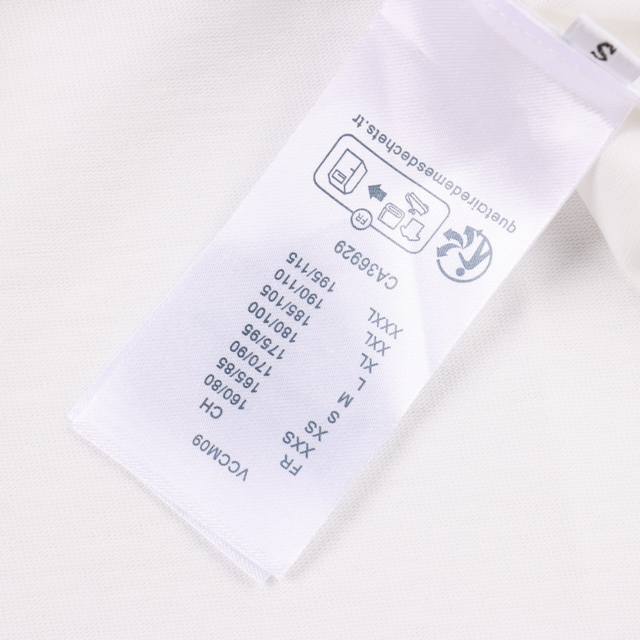 VCCM09
FR CH
XXS 160/80
XS 165/85
S 170/90
M 175/95
L 180/100
XL 185/105
XXL 190/110
XXXL 195/115
CA36929
FR
quefairedemesdechets.fr
S